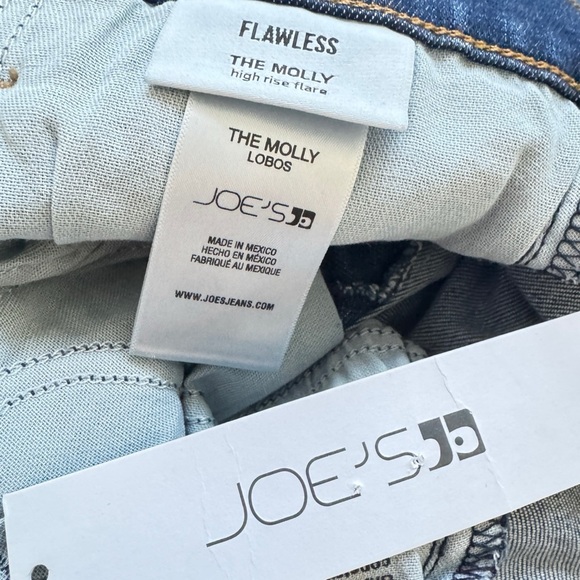 FLAWLESS
THE MOLLY
high rise flare
THE MOLLY
LOBOS
JOE'S
MADE IN MEXICO
HECHO EN MÉXICO
FABRIQUÉ AU MEXIQUE
WWW.JOESJEANS.COM
JOE'S